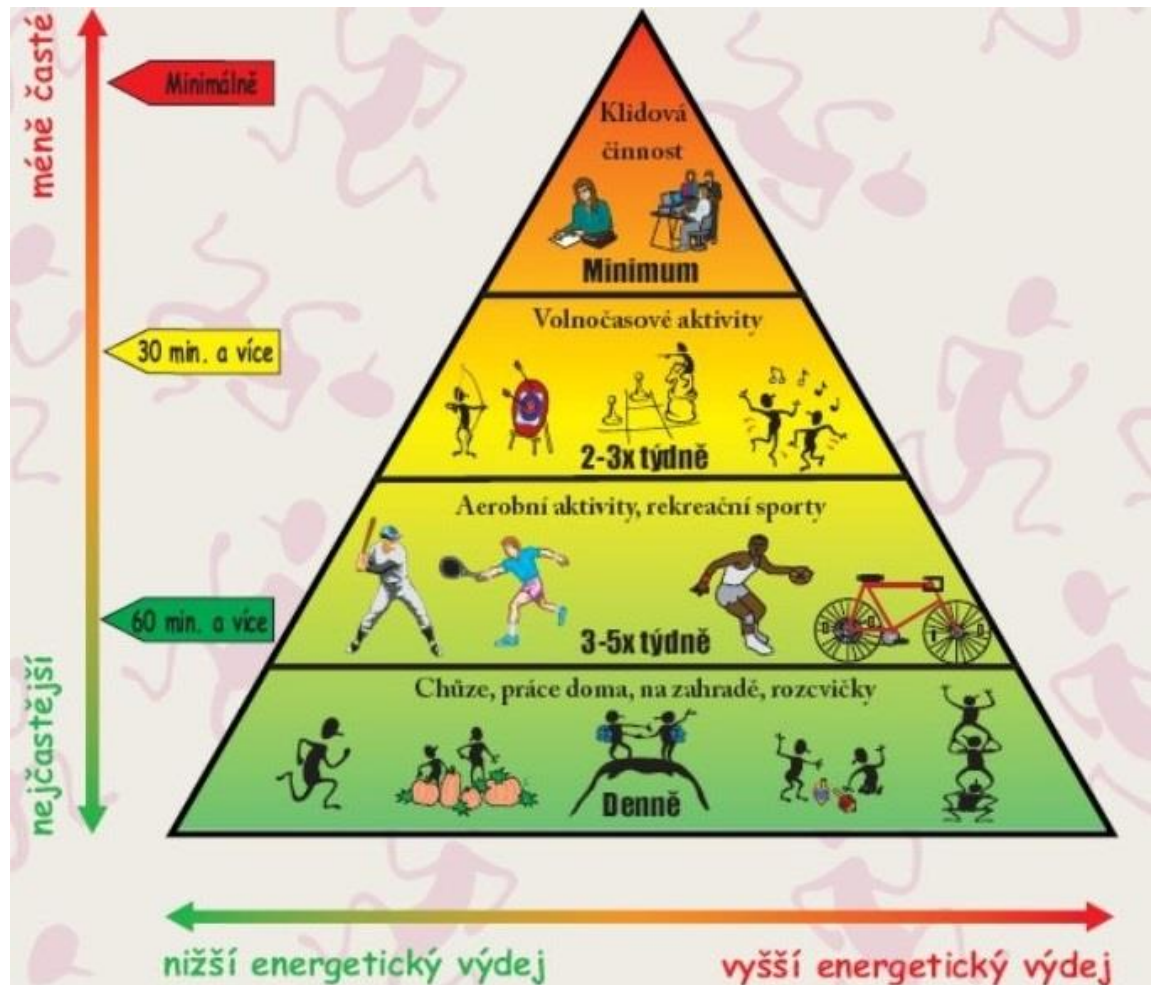 méně časté
Minimálně
Klidová
činnost
Minimum
Volnočasové aktivity
30 min. a více
2-3x týdně
Aerobní aktivity, rekreační sporty
60 min. a více
3-5x týdně
nejčastější
Chůze, práce doma, na zahradě, rozcvičky
Denně
nižší energetický výdej
vyšší energetický výdej